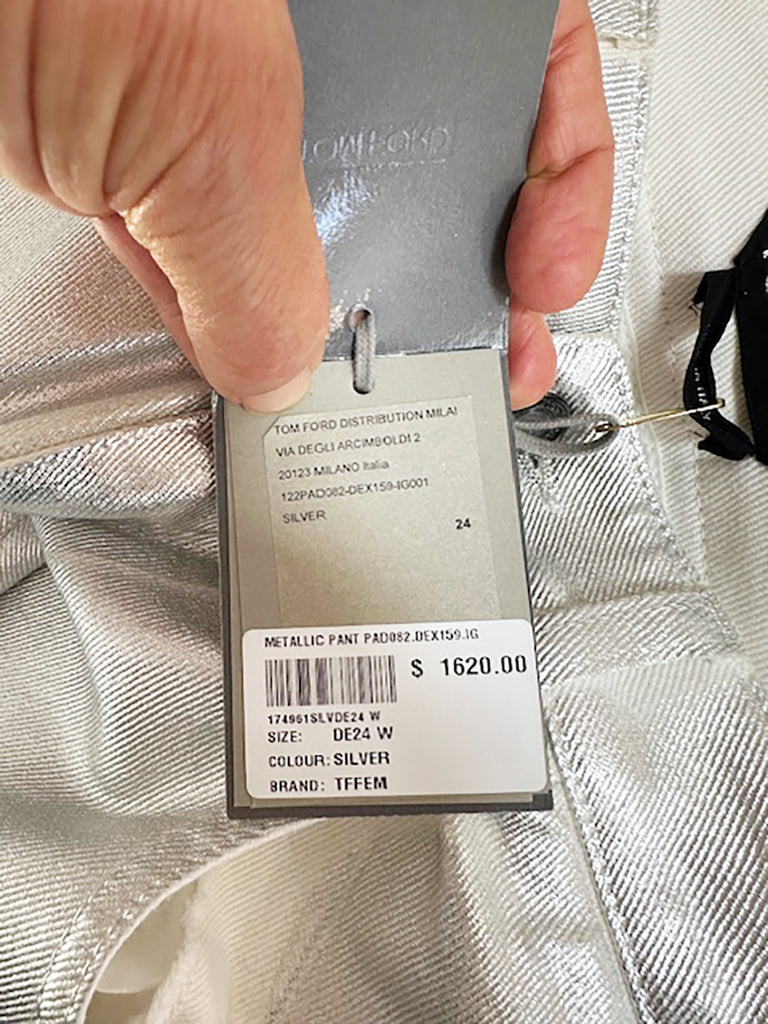 TOM FORD
TOM FORD DISTRIBUTION MILAI
VIA DEGLI ARCIMBOLDI 2
20123 MILANO Italia
122PAD082-DEX159-IG001
SILVER
24
METALLIC PANT PAD082.DEX159.IG
$ 1620.00
174961SLVDE24 W
SIZE: DE24 W
COLOUR: SILVER
BRAND: TFFEM